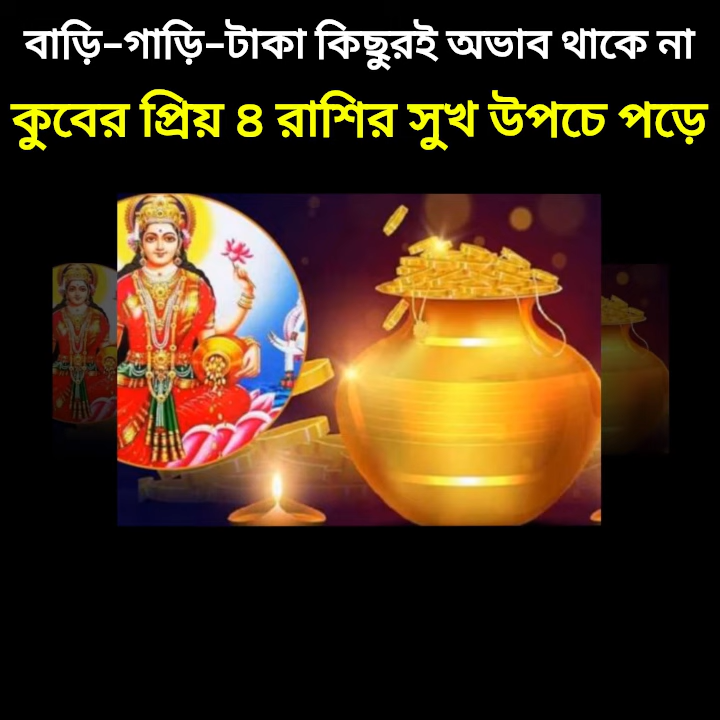 বাড়ি-গাড়ি-টাকা কিছুরই অভাব থাকে না
কুবের প্রিয় ৪ রাশির সুখ উপচে পড়ে